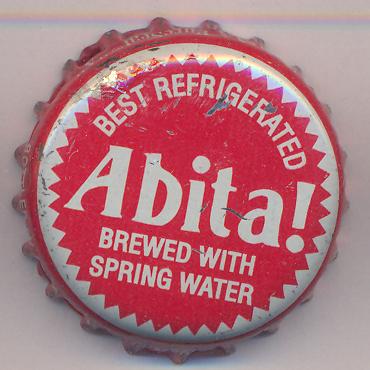 BEST REFRIGERATED
Abita!
BREWED WITH
SPRING WATER